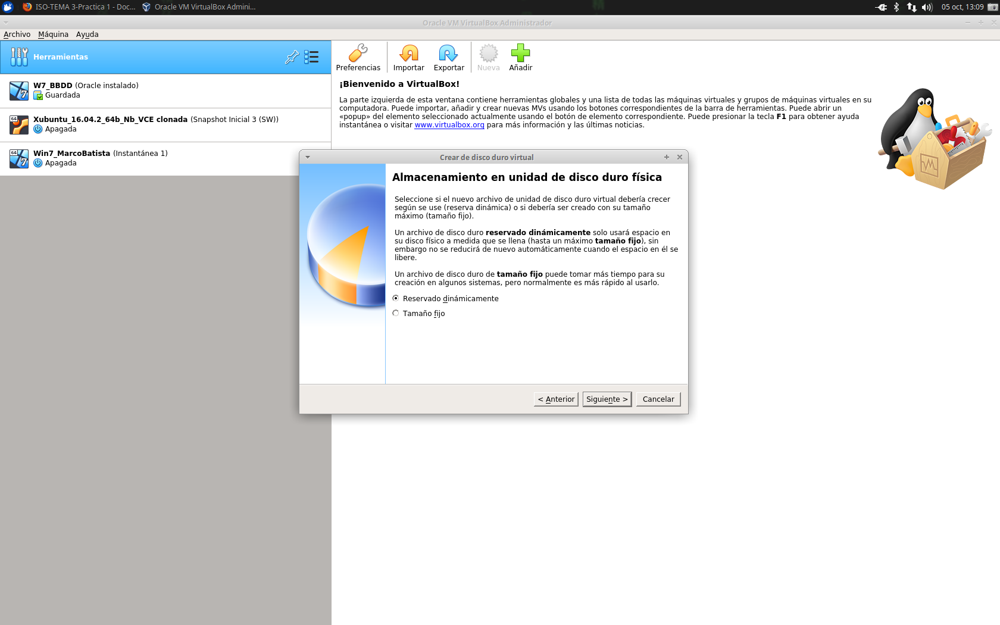 ISO-TEMA 3-Practica 1 - Doc...
Oracle VM VirtualBox Admini...
05 oct, 13:09
Oracle VM VirtualBox Administrador
Archivo Máquina Ayuda
Herramientas
Preferencias
Importar
Exportar
Nueva
Añadir
W7_BBDD (Oracle instalado)
Guardada
Xubuntu_16.04.2_64b_Nb_VCE clonada (Snapshot Inicial 3 (SW))
Apagada
Win7_MarcoBatista (Instantánea 1)
Apagada
64
7
64
7
¡Bienvenido a VirtualBox!
La parte izquierda de esta ventana contiene herramientas globales y una lista de todas las máquinas virtuales y grupos de máquinas virtuales en su
computadora. Puede importar, añadir y crear nuevas MVs usando los botones correspondientes de la barra de herramientas. Puede abrir un
«popup» del elemento seleccionado actualmente usando el botón de elemento correspondiente. Puede presionar la tecla F1 para obtener ayuda
instantánea o visitar www.virtualbox.org para más información y las últimas noticias.
Crear de disco duro virtual
Almacenamiento en unidad de disco duro física
Seleccione si el nuevo archivo de unidad de disco duro virtual debería crecer
según se use (reserva dinámica) o si debería ser creado con su tamaño
máximo (tamaño fijo).
Un archivo de disco duro reservado dinámicamente solo usará espacio en
su disco físico a medida que se llena (hasta un máximo tamaño fijo), sin
embargo no se reducirá de nuevo automáticamente cuando el espacio en él se
libere.
Un archivo de disco duro de tamaño fijo puede tomar más tiempo para su
creación en algunos sistemas, pero normalmente es más rápido al usarlo.
Reservado dinámicamente
Tamaño fijo
< Anterior
Siguiente >
Cancelar